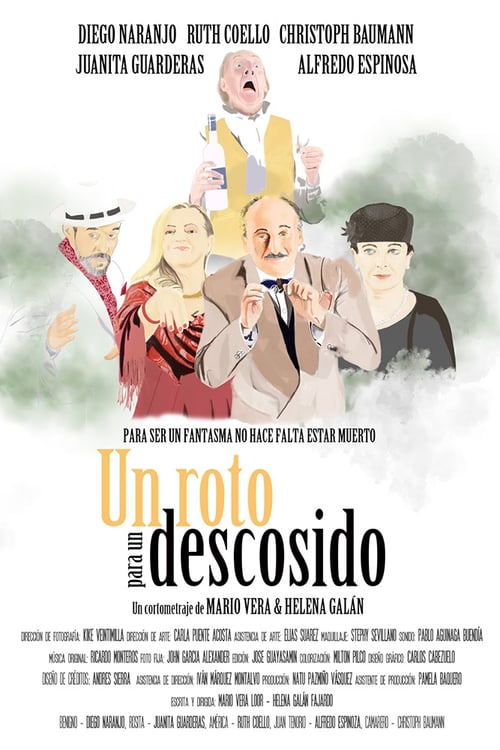 DIEGO NARANJO RUTH COELLO CHRISTOPH BAUMANN
JUANITA GUARDERAS ALFREDO ESPINOSA
PARA SER UN FANTASMA NO HACE FALTA ESTAR MUERTO
Un roto
para un
descosido
Un cortometraje de MARIO VERA & HELENA GALÁN
DIRECCIÓN DE FOTOGRAFÍA: KIKE VEINTIMILLA DIRECCIÓN DE ARTE: CARLA PUENTE ACOSTA ASISTENCIA DE ARTE: ELIAS SUAREZ MAQUILLAJE: STEPHY SEVILLANO SONIDO: PABLO AGUINAGA BUENDÍA
MÚSICA ORIGINAL: RICARDO MONTEROS FOTO FIJA: JOHN GARCIA ALEXANDER EDICIÓN: JOSE GUAYASAMIN COLORIZACIÓN: MILTON PILCO DISEÑO GRÁFICO: CARLOS CABEZUELO
DISEÑO DE CRÉDITOS: ANDRES SIERRA ASISTENCIA DE DIRECCIÓN: IVÁN MÁRQUEZ MONTALVO PRODUCCIÓN: NATU PAZMIÑO VÁSQUEZ ASISTENTE DE PRODUCCIÓN: PAMELA BAQUERO
ESCRITA Y DIRIGIDA: MARIO VERA LOOR - HELENA GALÁN FAJARDO
BENIGNO - DIEGO NARANJO, ROSITA - JUANITA GUARDERAS, AMÉRICA - RUTH COELLO, JUAN TENORIO - ALFREDO ESPINOZA, CAMARERO - CHRISTOPH BAUMANN